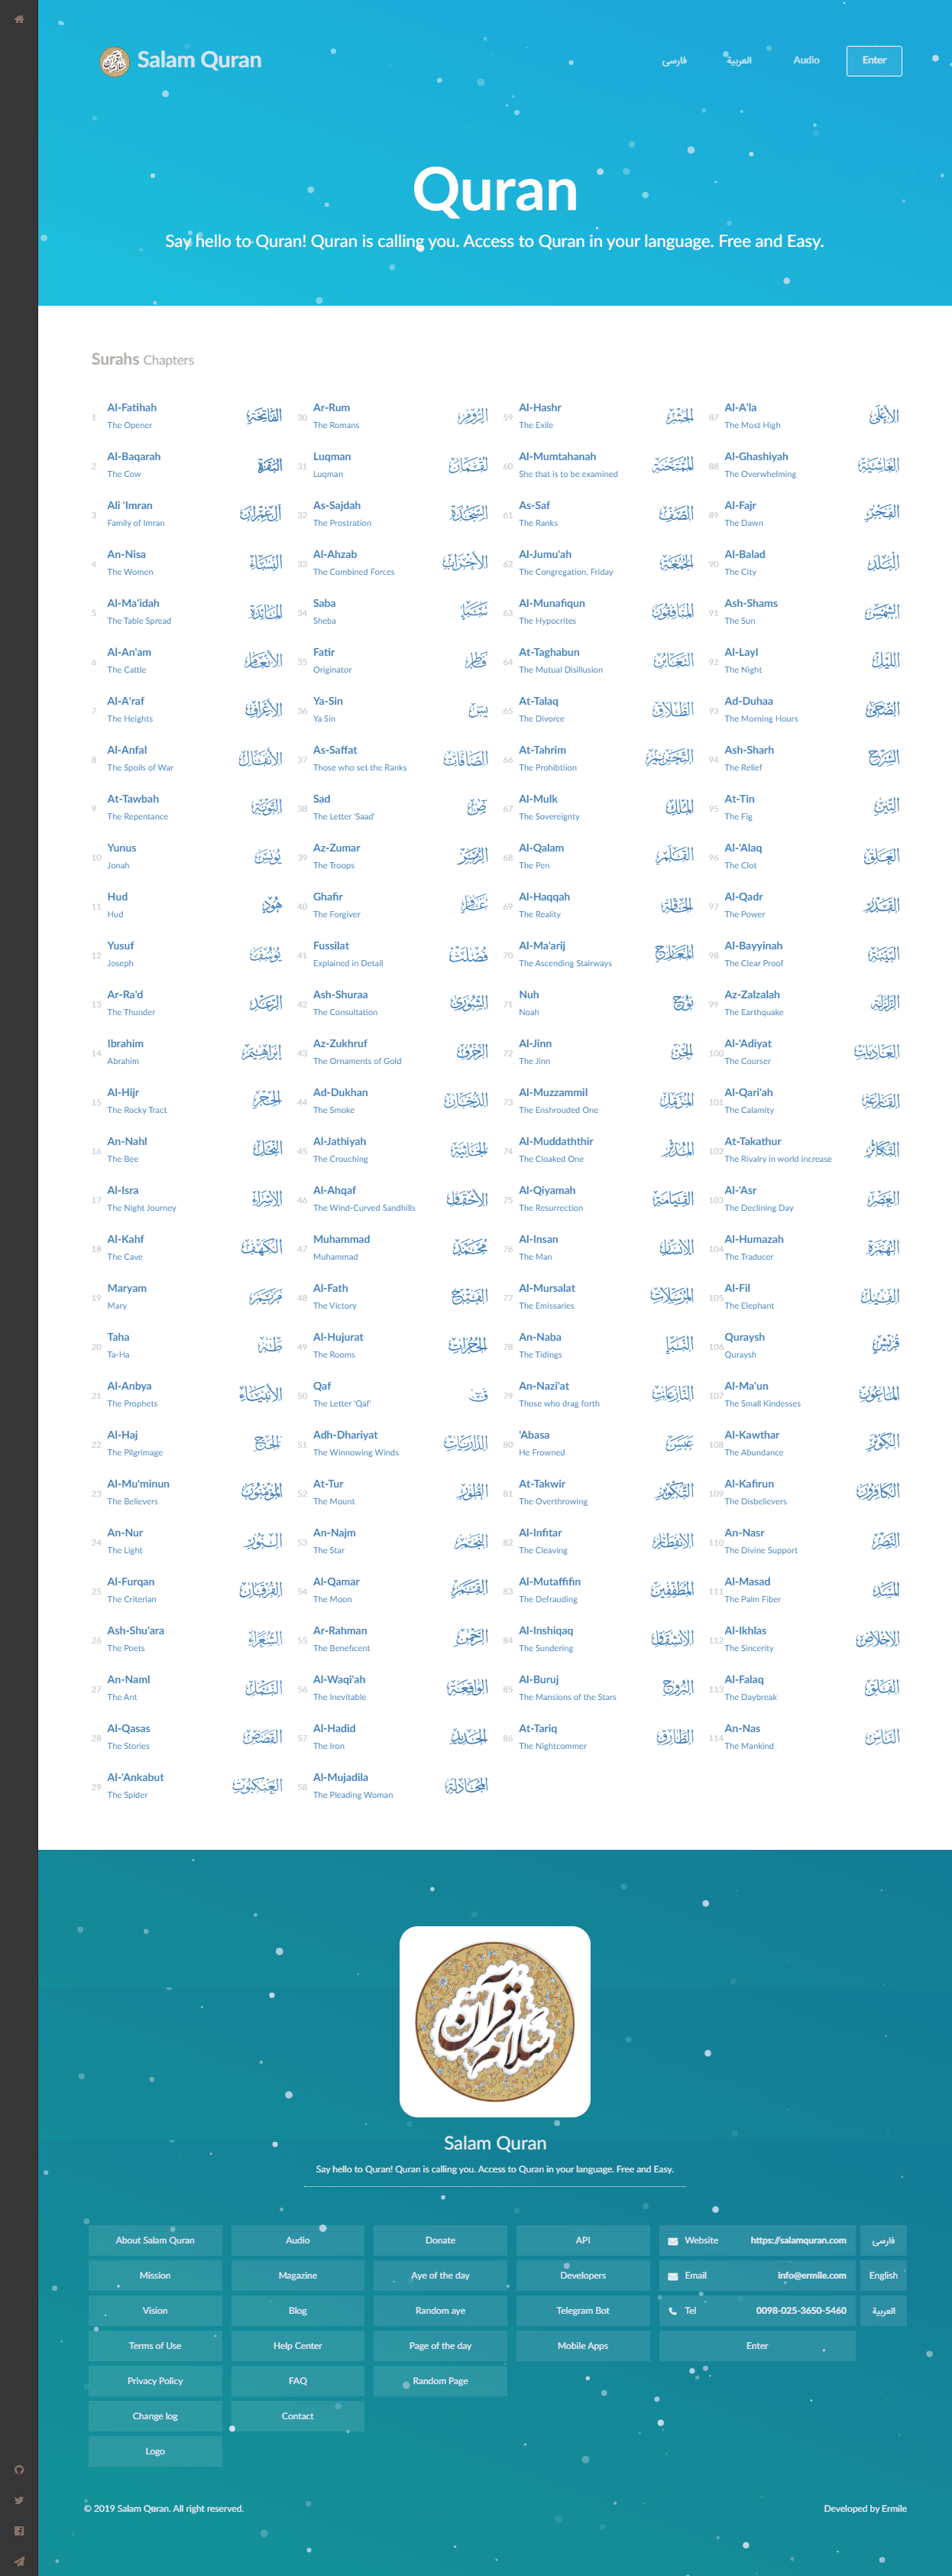 Salam Quran
فارسی
العربية
Audio
Enter
Quran
Say hello to Quran! Quran is calling you. Access to Quran in your language. Free and Easy.
Surahs Chapters
1 Al-Fatihah الفاتحة
The Opener
2 Al-Baqarah البقرة
The Cow
3 Ali 'Imran آل عمران
Family of Imran
4 An-Nisa النساء
The Women
5 Al-Ma'idah المائدة
The Table Spread
6 Al-An'am الأنعام
The Cattle
7 Al-A'raf الأعراف
The Heights
8 Al-Anfal الأنفال
The Spoils of War
9 At-Tawbah التوبة
The Repentance
10 Yunus يونس
Jonah
11 Hud هود
Hud
12 Yusuf يوسف
Joseph
13 Ar-Ra'd الرعد
The Thunder
14 Ibrahim إبراهيم
Abrahim
15 Al-Hijr الحجر
The Rocky Tract
16 An-Nahl النحل
The Bee
17 Al-Isra الإسراء
The Night Journey
18 Al-Kahf الكهف
The Cave
19 Maryam مريم
Mary
20 Taha طه
Ta-Ha
21 Al-Anbya الأنبياء
The Prophets
22 Al-Haj الحج
The Pilgrimage
23 Al-Mu'minun المؤمنون
The Believers
24 An-Nur النور
The Light
25 Al-Furqan الفرقان
The Criterian
26 Ash-Shu'ara الشعراء
The Poets
27 An-Naml النمل
The Ant
28 Al-Qasas القصص
The Stories
29 Al-'Ankabut العنكبوت
The Spider
30 Ar-Rum الروم
The Romans
31 Luqman لقمان
Luqman
32 As-Sajdah السجدة
The Prostration
33 Al-Ahzab الأحزاب
The Combined Forces
34 Saba سبأ
Sheba
35 Fatir فاطر
Originator
36 Ya-Sin يس
Ya Sin
37 As-Saffat الصافات
Those who set the Ranks
38 Sad ص
The Letter 'Saad'
39 Az-Zumar الزمر
The Troops
40 Ghafir غافر
The Forgiver
41 Fussilat فصلت
Explained in Detail
42 Ash-Shuraa الشورى
The Consultation
43 Az-Zukhruf الزخرف
The Ornaments of Gold
44 Ad-Dukhan الدخان
The Smoke
45 Al-Jathiyah الجاثية
The Crouching
46 Al-Ahqaf الأحقاف
The Wind-Curved Sandhills
47 Muhammad محمد
Muhammad
48 Al-Fath الفتح
The Victory
49 Al-Hujurat الحجرات
The Rooms
50 Qaf ق
The Letter 'Qaf'
51 Adh-Dhariyat الذاريات
The Winnowing Winds
52 At-Tur الطور
The Mount
53 An-Najm النجم
The Star
54 Al-Qamar القمر
The Moon
55 Ar-Rahman الرحمن
The Beneficent
56 Al-Waqi'ah الواقعة
The Inevitable
57 Al-Hadid الحديد
The Iron
58 Al-Mujadila المجادلة
The Pleading Woman
59 Al-Hashr الحشر
The Exile
60 Al-Mumtahanah الممتحنة
She that is to be examined
61 As-Saf الصف
The Ranks
62 Al-Jumu'ah الجمعة
The Congregation, Friday
63 Al-Munafiqun المنافقون
The Hypocrites
64 At-Taghabun التغابن
The Mutual Disillusion
65 At-Talaq الطلاق
The Divorce
66 At-Tahrim التحريم
The Prohibtiion
67 Al-Mulk الملك
The Sovereignty
68 Al-Qalam القلم
The Pen
69 Al-Haqqah الحاقة
The Reality
70 Al-Ma'arij المعارج
The Ascending Stairways
71 Nuh نوح
Noah
72 Al-Jinn الجن
The Jinn
73 Al-Muzzammil المزمل
The Enshrouded One
74 Al-Muddaththir المدثر
The Cloaked One
75 Al-Qiyamah القيامة
The Resurrection
76 Al-Insan الانسان
The Man
77 Al-Mursalat المرسلات
The Emissaries
78 An-Naba النبإ
The Tidings
79 An-Nazi'at النازعات
Those who drag forth
80 'Abasa عبس
He Frowned
81 At-Takwir التكوير
The Overthrowing
82 Al-Infitar الانفطار
The Cleaving
83 Al-Mutaffifin المطففين
The Defrauding
84 Al-Inshiqaq الانشقاق
The Sundering
85 Al-Buruj البروج
The Mansions of the Stars
86 At-Tariq الطارق
The Nightcommer
87 Al-A'la الأعلى
The Most High
88 Al-Ghashiyah الغاشية
The Overwhelming
89 Al-Fajr الفجر
The Dawn
90 Al-Balad البلد
The City
91 Ash-Shams الشمس
The Sun
92 Al-Layl الليل
The Night
93 Ad-Duhaa الضحى
The Morning Hours
94 Ash-Sharh الشرح
The Relief
95 At-Tin التين
The Fig
96 Al-'Alaq العلق
The Clot
97 Al-Qadr القدر
The Power
98 Al-Bayyinah البينة
The Clear Proof
99 Az-Zalzalah الزلزلة
The Earthquake
100 Al-'Adiyat العاديات
The Courser
101 Al-Qari'ah القارعة
The Calamity
102 At-Takathur التكاثر
The Rivalry in world increase
103 Al-'Asr العصر
The Declining Day
104 Al-Humazah الهمزة
The Traducer
105 Al-Fil الفيل
The Elephant
106 Quraysh قريش
Quraysh
107 Al-Ma'un الماعون
The Small Kindesses
108 Al-Kawthar الكوثر
The Abundance
109 Al-Kafirun الكافرون
The Disbelievers
110 An-Nasr النصر
The Divine Support
111 Al-Masad المسد
The Palm Fiber
112 Al-Ikhlas الإخلاص
The Sincerity
113 Al-Falaq الفلق
The Daybreak
114 An-Nas الناس
The Mankind
سلام قرآن
Salam Quran
Say hello to Quran! Quran is calling you. Access to Quran in your language. Free and Easy.
About Salam Quran
Mission
Vision
Terms of Use
Privacy Policy
Change log
Logo
Audio
Magazine
Blog
Help Center
FAQ
Contact
Donate
Aye of the day
Random aye
Page of the day
Random Page
API
Developers
Telegram Bot
Mobile Apps
Website https://salamquran.com
Email info@ermile.com
Tel 0098-025-3650-5460
Enter
فارسی
English
العربية
© 2019 Salam Quran. All right reserved.
Developed by Ermile